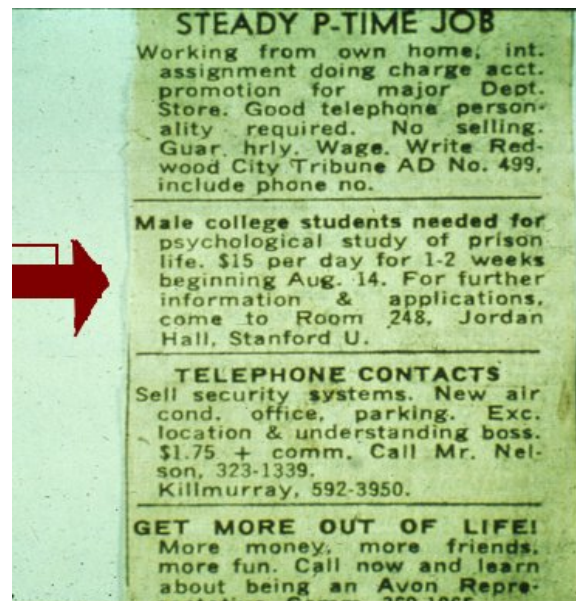 STEADY P-TIME JOB
Working from own home, int.
assignment doing charge acct.
promotion for major Dept.
Store. Good telephone person-
ality required. No selling.
Guar. hrly. Wage. Write Red-
wood City Tribune AD No. 499,
include phone no.
Male college students needed for
psychological study of prison
life. $15 per day for 1-2 weeks
beginning Aug. 14. For further
information & applications,
come to Room 248, Jordan
Hall, Stanford U.
TELEPHONE CONTACTS
Sell security systems. New air
cond. office, parking. Exc.
location & understanding boss.
$1.75 + comm. Call Mr. Nel-
son, 323-1339.
Killmurray, 592-3950.
GET MORE OUT OF LIFE!
More money, more friends,
more fun. Call now and learn
about being an Avon Repre-